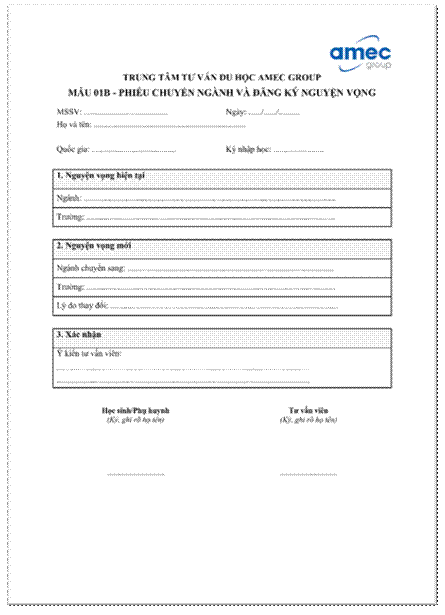 amec
group
TRUNG TÂM TƯ VẤN DU HỌC AMEC GROUP
MẪU 01B - PHIẾU CHUYỂN NGÀNH VÀ ĐĂNG KÝ NGUYỆN VỌNG
MSSV: ................................ Ngày: ...../...../.........
Họ và tên: ..........................................................
Quốc gia: ................................ Kỳ nhập học: ....................
1. Nguyện vọng hiện tại
Ngành: ................................................................................
Trường: ................................................................................
2. Nguyện vọng mới
Ngành chuyển sang: ................................................................................
Trường: ................................................................................
Lý do thay đổi: ................................................................................
3. Xác nhận
Ý kiến tư vấn viên:
................................................................................
................................................................................
Học sinh/Phụ huynh Tư vấn viên
(Ký, ghi rõ họ tên) (Ký, ghi rõ họ tên)
...................... ......................